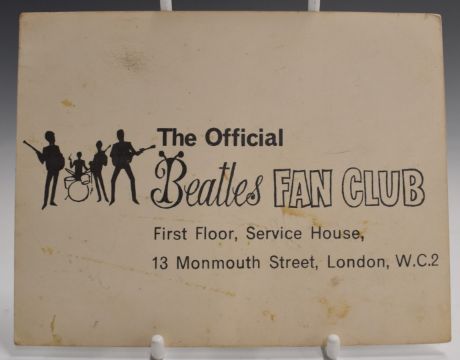 The Official
Beatles FAN CLUB
First Floor, Service House,
13 Monmouth Street, London, W.C.2